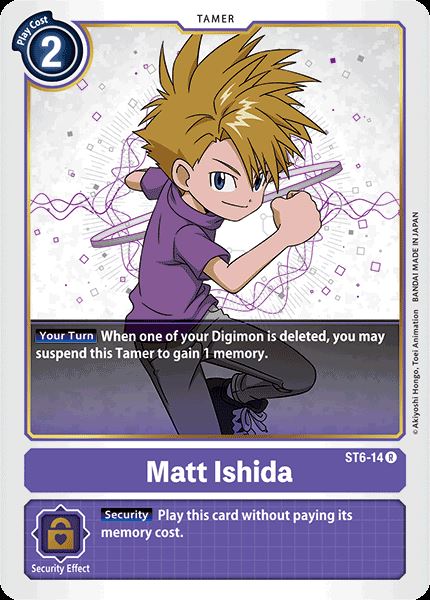 TAMER
Play Cost
2
Your Turn When one of your Digimon is deleted, you may
suspend this Tamer to gain 1 memory.
© Akiyoshi Hongo, Toei Animation BANDAI MADE IN JAPAN
ST6-14 R
Matt Ishida
Security Play this card without paying its
memory cost.
Security Effect